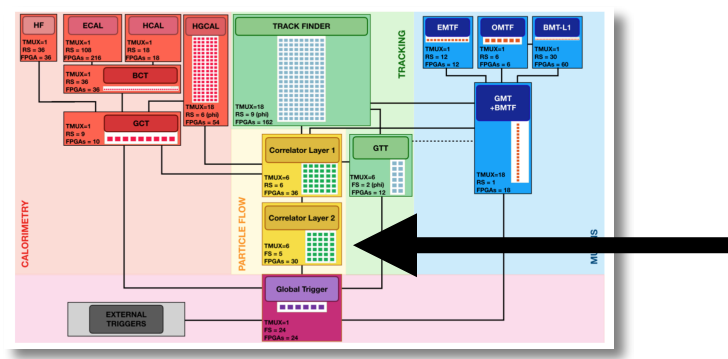 HF
TMUX=1
RS = 36
FPGAs = 36
ECAL
TMUX=1
RS = 108
FPGAs = 216
HCAL
TMUX=1
RS = 18
FPGAs = 18
HGCAL
TMUX=18
RS = 6 (phi)
FPGAs = 54
BCT
TMUX=1
RS = 36
FPGAs = 36
GCT
TMUX=1
RS = 9
FPGAs = 10
CALORIMETRY
TRACK FINDER
TMUX=18
RS = 9 (phi)
FPGAs = 162
TRACKING
GTT
TMUX=6
FS = 2 (phi)
FPGAs = 12
Correlator Layer 1
TMUX=6
RS = 6
FPGAs = 36
Correlator Layer 2
TMUX=6
FS = 5
FPGAs = 30
PARTICLE FLOW
EMTF
TMUX=1
RS = 12
FPGAs = 12
OMTF
TMUX=1
RS = 6
FPGAs = 6
BMT-L1
TMUX=1
RS = 30
FPGAs = 60
GMT
+BMTF
TMUX=18
RS = 1
FPGAs = 18
Global Trigger
TMUX=1
FS = 24
FPGAs = 24
EXTERNAL
TRIGGERS